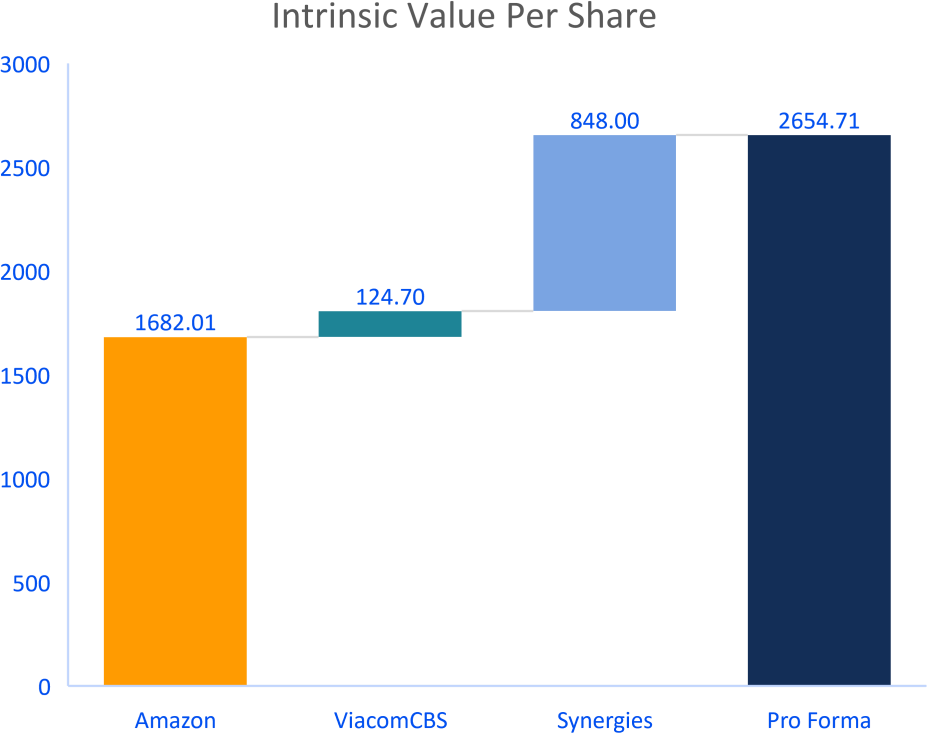 Intrinsic Value Per Share
3000
2500
2000
1500
1000
500
0
1682.01
124.70
848.00
2654.71
Amazon
ViacomCBS
Synergies
Pro Forma